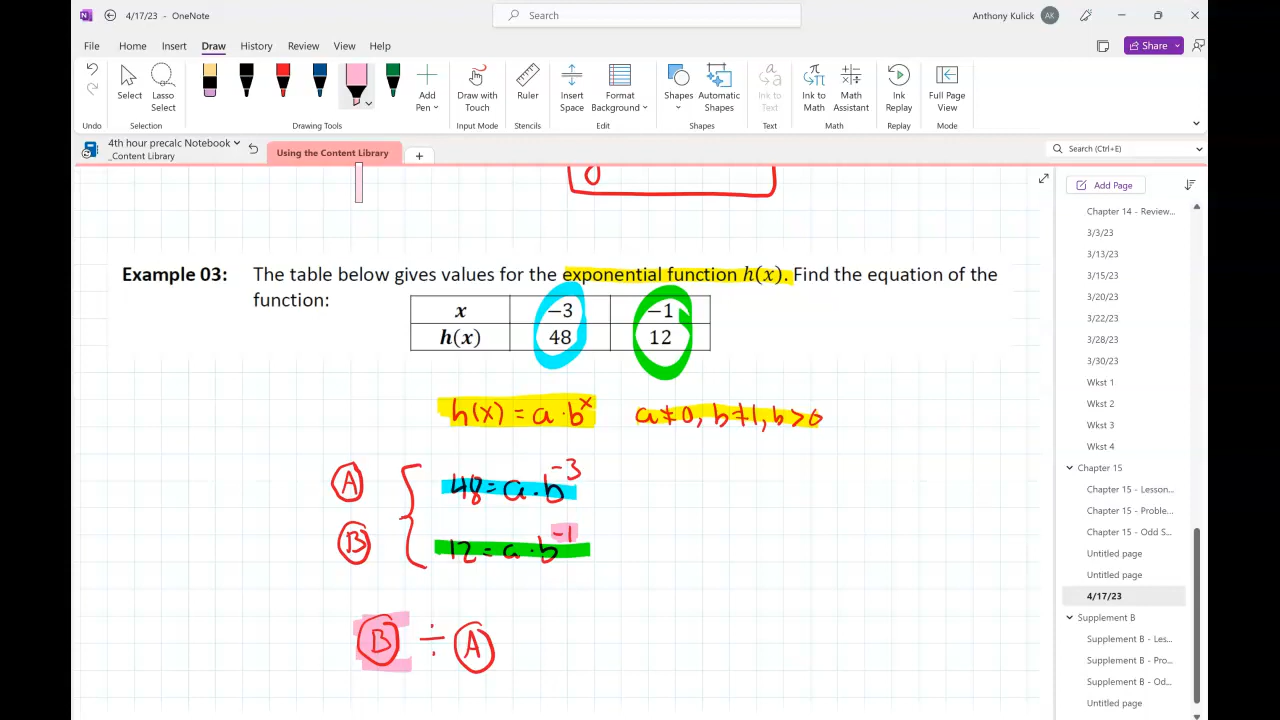 4/17/23 - OneNote
Search
Anthony Kulick AK
File Home Insert Draw History Review View Help
Share
Select
Lasso Select
Add Pen
Draw with Touch
Ruler
Insert Space
Format Background
Shapes
Automatic Shapes
Ink to Text
Ink to Math
Math Assistant
Ink Replay
Full Page View
Undo Selection Drawing Tools Input Mode Stencils Edit Shapes Text Math Replay Mode
4th hour precalc Notebook
_Content Library
Using the Content Library
+
Search (Ctrl+E)
Add Page
Example 03: The table below gives values for the exponential function h(x). Find the equation of the
function:
x −3 −1
h(x) 48 12
h(x) = a·b^x a≠0, b≠1, b>0
A 48 = a·b^-3
B 12 = a·b^-1
B ÷ A
Chapter 14 - Review...
3/3/23
3/13/23
3/15/23
3/20/23
3/22/23
3/28/23
3/30/23
Wkst 1
Wkst 2
Wkst 3
Wkst 4
Chapter 15
Chapter 15 - Lesson...
Chapter 15 - Proble...
Chapter 15 - Odd S...
Untitled page
Untitled page
4/17/23
Supplement B
Supplement B - Les...
Supplement B - Pro...
Supplement B - Od...
Untitled page